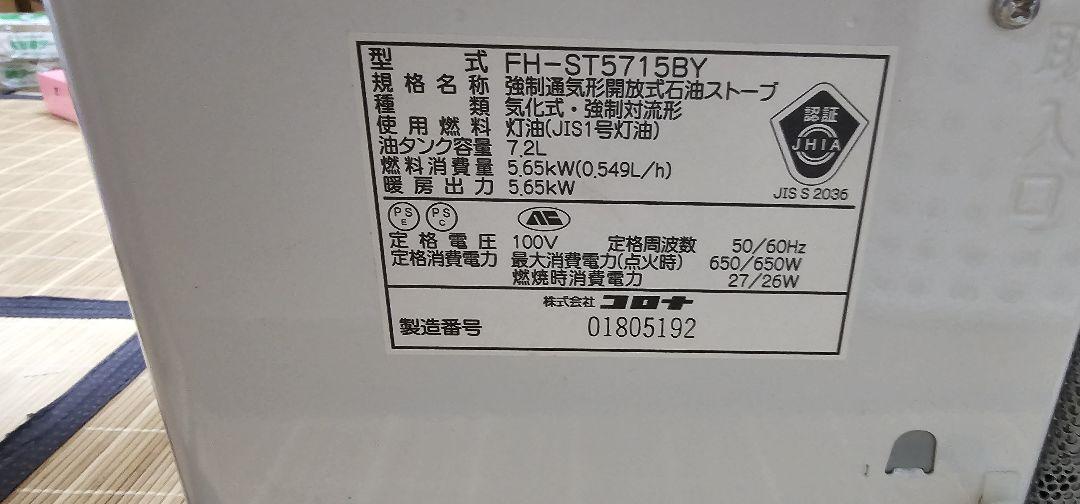 型式 FH-ST5715BY
規格名称 強制通気形開放式石油ストーブ
種類 気化式・強制対流形
使用燃料 灯油(JIS1号灯油)
油タンク容量 7.2L
燃料消費量 5.65kW(0.549L/h)
暖房出力 5.65kW
認証
JHIA
JIS S 2036
PS E PS C
定格電圧 100V 定格周波数 50/60Hz
定格消費電力 最大消費電力(点火時) 650/650W
燃焼時消費電力 27/26W
株式会社 コロナ
製造番号 01805192
取入口